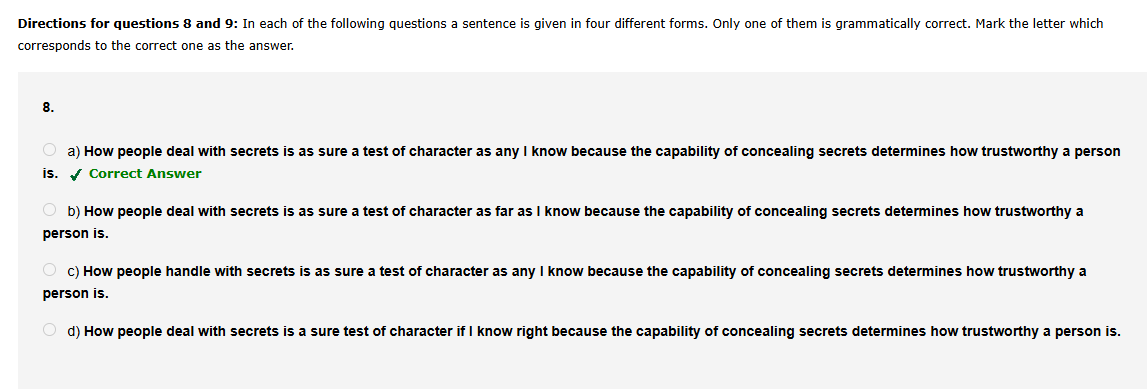 Directions for questions 8 and 9: In each of the following questions a sentence is given in four different forms. Only one of them is grammatically correct. Mark the letter which
corresponds to the correct one as the answer.
8.
a) How people deal with secrets is as sure a test of character as any I know because the capability of concealing secrets determines how trustworthy a person
is. ✓ Correct Answer
b) How people deal with secrets is as sure a test of character as far as I know because the capability of concealing secrets determines how trustworthy a
person is.
c) How people handle with secrets is as sure a test of character as any I know because the capability of concealing secrets determines how trustworthy a
person is.
d) How people deal with secrets is a sure test of character if I know right because the capability of concealing secrets determines how trustworthy a person is.